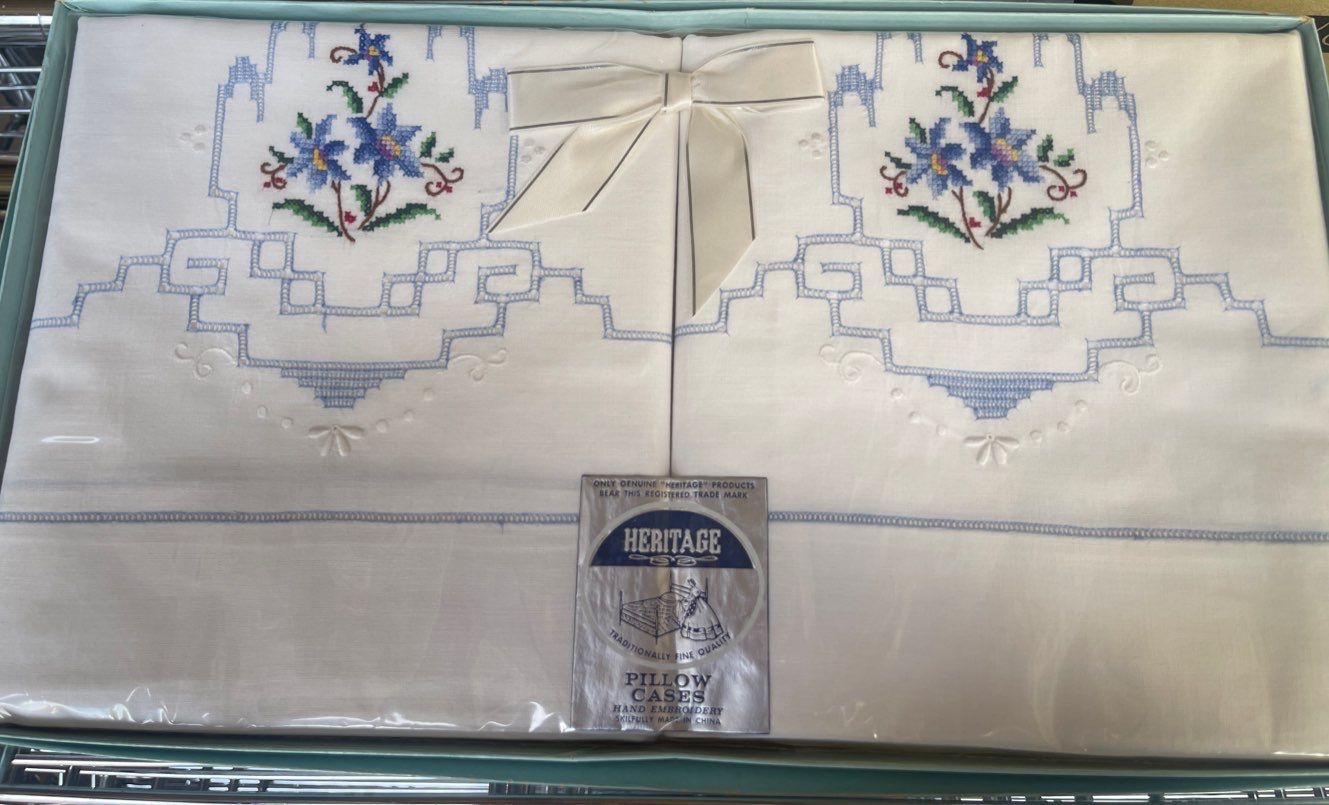 ONLY GENUINE "HERITAGE" PRODUCTS
BEAR THIS REGISTERED TRADE MARK
HERITAGE
TRADITIONALLY FINE QUALITY
PILLOW
CASES
HAND EMBROIDERY
SKILFULLY MADE IN CHINA